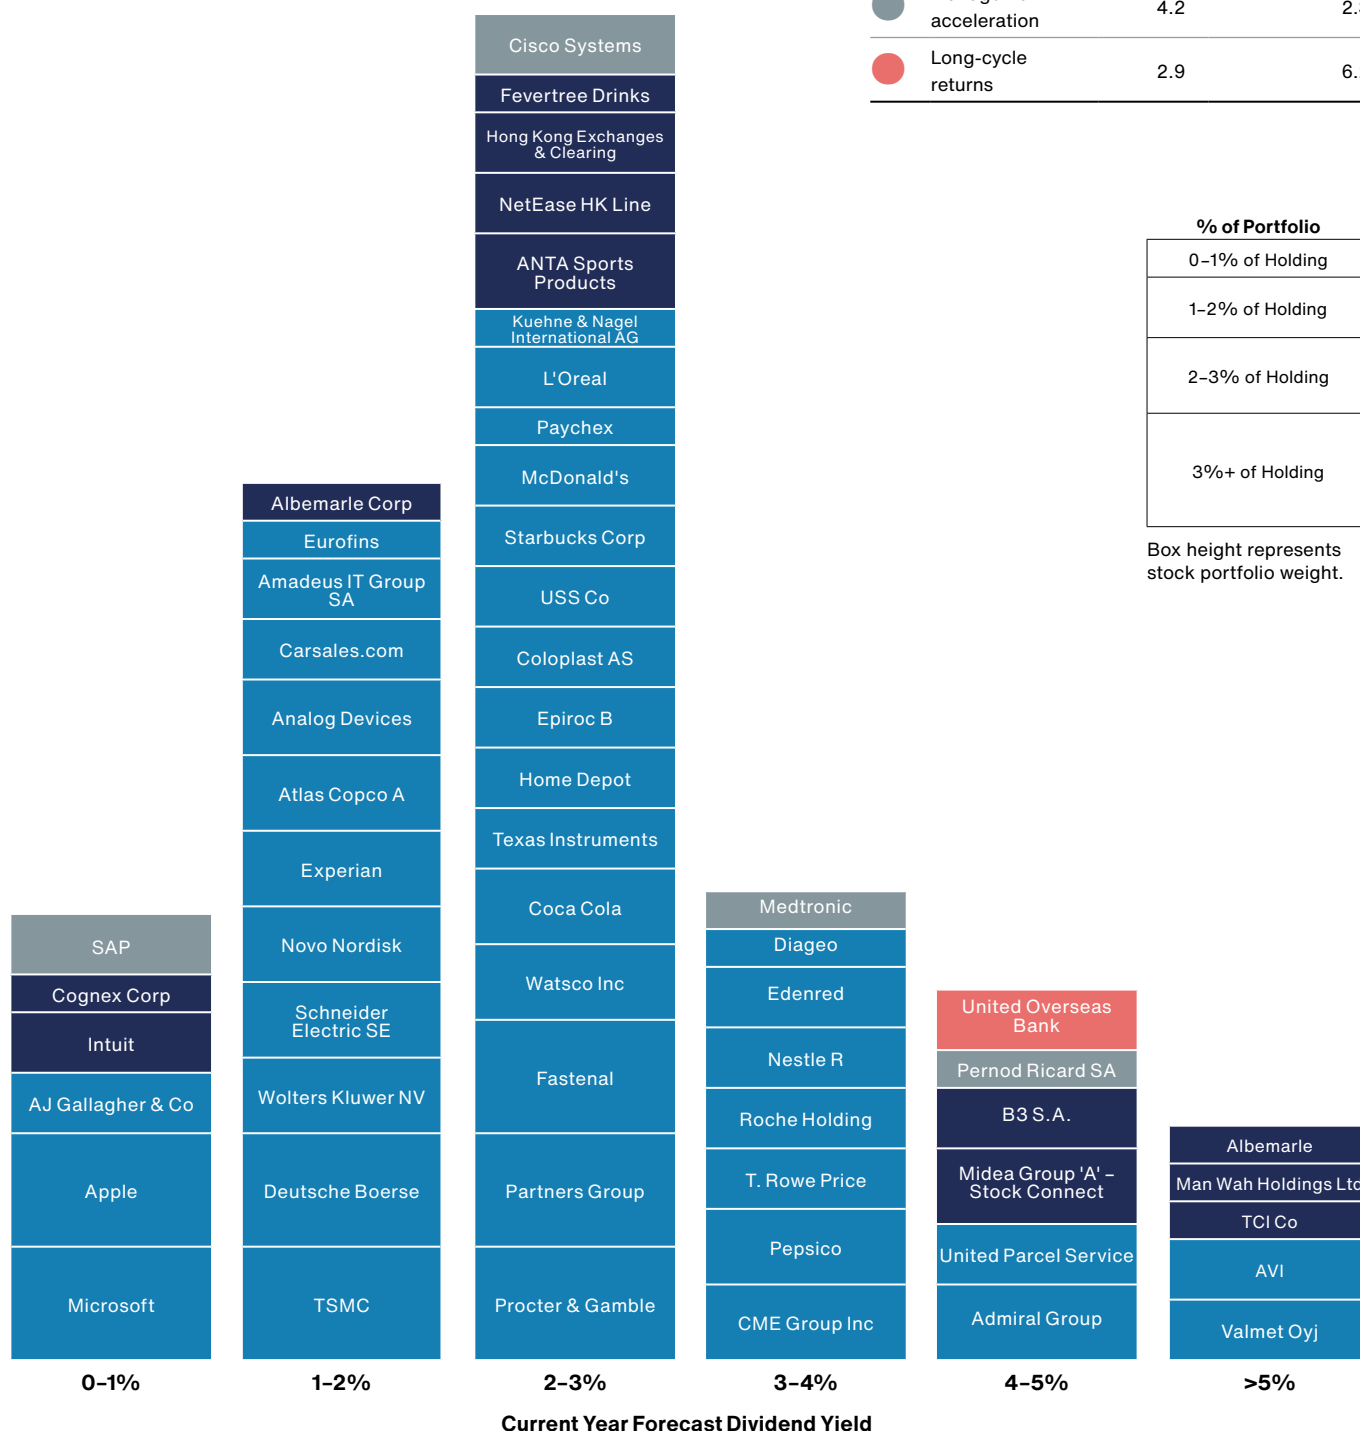 acceleration
4.2
Long-cycle
returns
2.9
% of Portfolio
0–1% of Holding
1–2% of Holding
2–3% of Holding
3%+ of Holding
Box height represents
stock portfolio weight.
SAP
Cognex Corp
Intuit
AJ Gallagher & Co
Apple
Microsoft
0–1%
Albemarle Corp
Eurofins
Amadeus IT Group
SA
Carsales.com
Analog Devices
Atlas Copco A
Experian
Novo Nordisk
Schneider
Electric SE
Wolters Kluwer NV
Deutsche Boerse
TSMC
1–2%
Cisco Systems
Fevertree Drinks
Hong Kong Exchanges
& Clearing
NetEase HK Line
ANTA Sports
Products
Kuehne & Nagel
International AG
L'Oreal
Paychex
McDonald's
Starbucks Corp
USS Co
Coloplast AS
Epiroc B
Home Depot
Texas Instruments
Coca Cola
Watsco Inc
Fastenal
Partners Group
Procter & Gamble
2–3%
Medtronic
Diageo
Edenred
Nestle R
Roche Holding
T. Rowe Price
Pepsico
CME Group Inc
3–4%
United Overseas
Bank
Pernod Ricard SA
B3 S.A.
Midea Group 'A' –
Stock Connect
United Parcel Service
Admiral Group
4–5%
Albemarle
Man Wah Holdings Ltd
TCI Co
AVI
Valmet Oyj
>5%
Current Year Forecast Dividend Yield